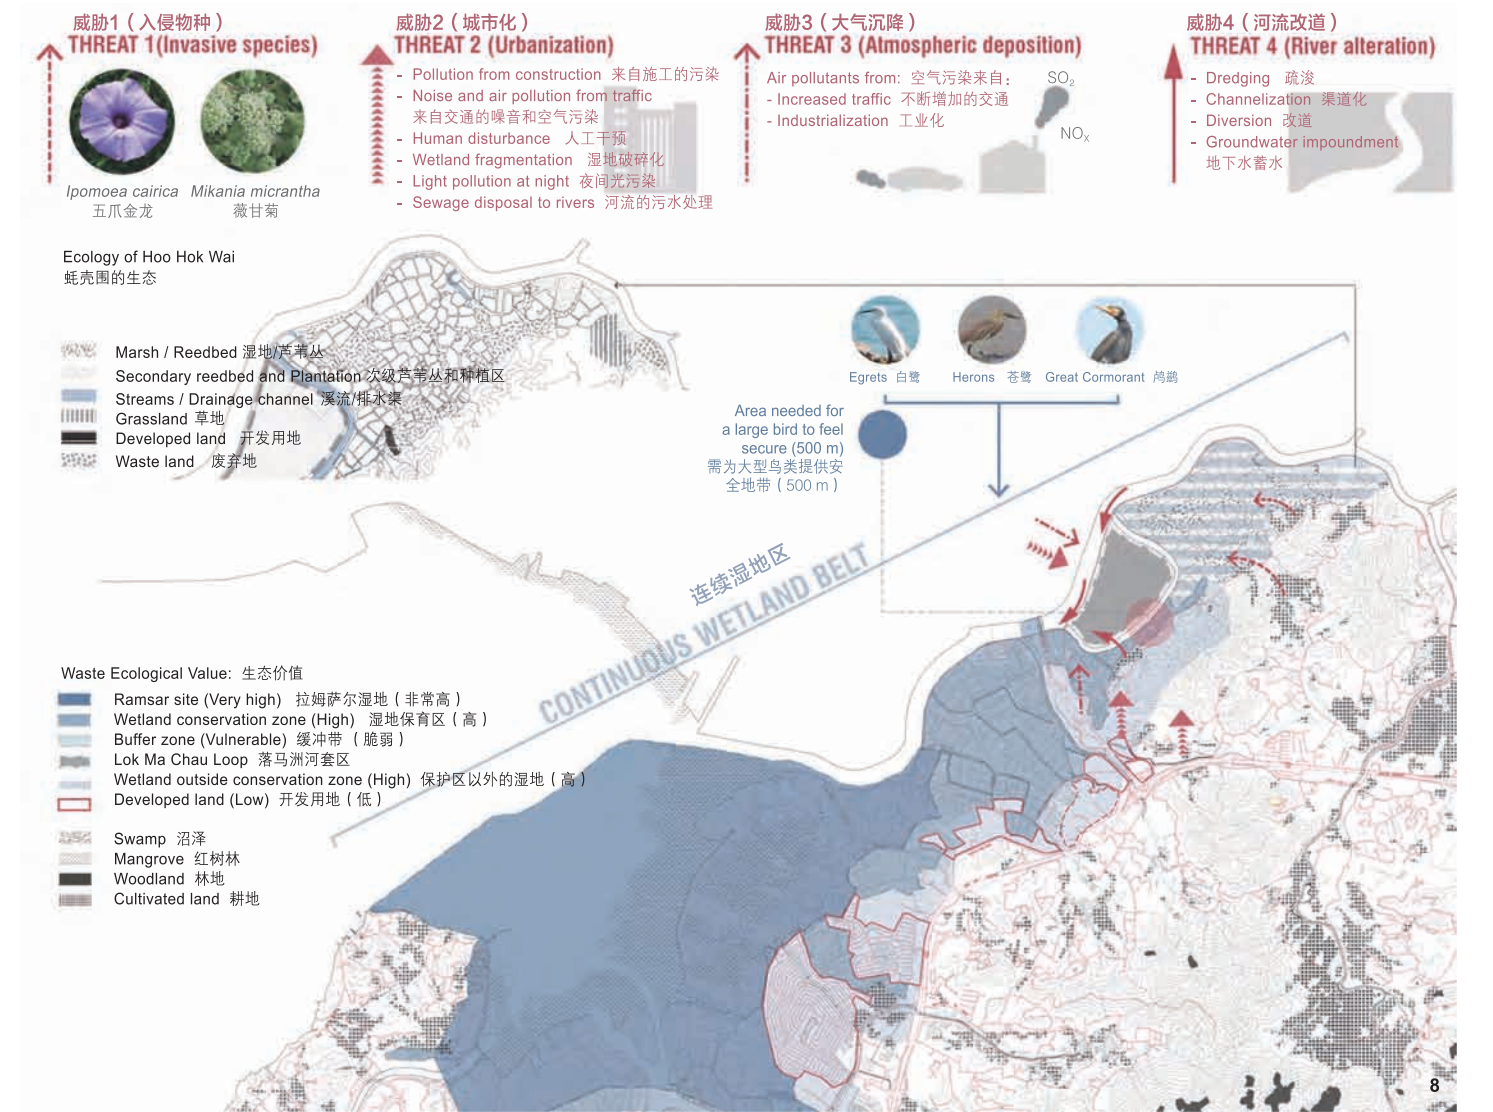 威胁1（入侵物种）
THREAT 1(Invasive species)
Ipomoea cairica
五爪金龙
Mikania micrantha
薇甘菊
威胁2（城市化）
THREAT 2 (Urbanization)
- Pollution from construction 来自施工的污染
- Noise and air pollution from traffic
来自交通的噪音和空气污染
- Human disturbance 人工干预
- Wetland fragmentation 湿地破碎化
- Light pollution at night 夜间光污染
- Sewage disposal to rivers 河流的污水处理
威胁3（大气沉降）
THREAT 3 (Atmospheric deposition)
Air pollutants from: 空气污染来自：
- Increased traffic 不断增加的交通
- Industrialization 工业化
SO2
NOX
威胁4（河流改道）
THREAT 4 (River alteration)
- Dredging 疏浚
- Channelization 渠道化
- Diversion 改道
- Groundwater impoundment
地下水蓄水
Ecology of Hoo Hok Wai
蚝壳围的生态
Marsh / Reedbed 湿地/芦苇丛
Secondary reedbed and Plantation 次级芦苇丛和种植区
Streams / Drainage channel 溪流/排水渠
Grassland 草地
Developed land 开发用地
Waste land 废弃地
Egrets 白鹭
Herons 苍鹭
Great Cormorant 鸬鹚
Area needed for
a large bird to feel
secure (500 m)
需为大型鸟类提供安
全地带（500 m）
连续湿地区
CONTINUOUS WETLAND BELT
Waste Ecological Value: 生态价值
Ramsar site (Very high) 拉姆萨尔湿地（非常高）
Wetland conservation zone (High) 湿地保育区（高）
Buffer zone (Vulnerable) 缓冲带（脆弱）
Lok Ma Chau Loop 落马洲河套区
Wetland outside conservation zone (High) 保护区以外的湿地（高）
Developed land (Low) 开发用地（低）
Swamp 沼泽
Mangrove 红树林
Woodland 林地
Cultivated land 耕地
8